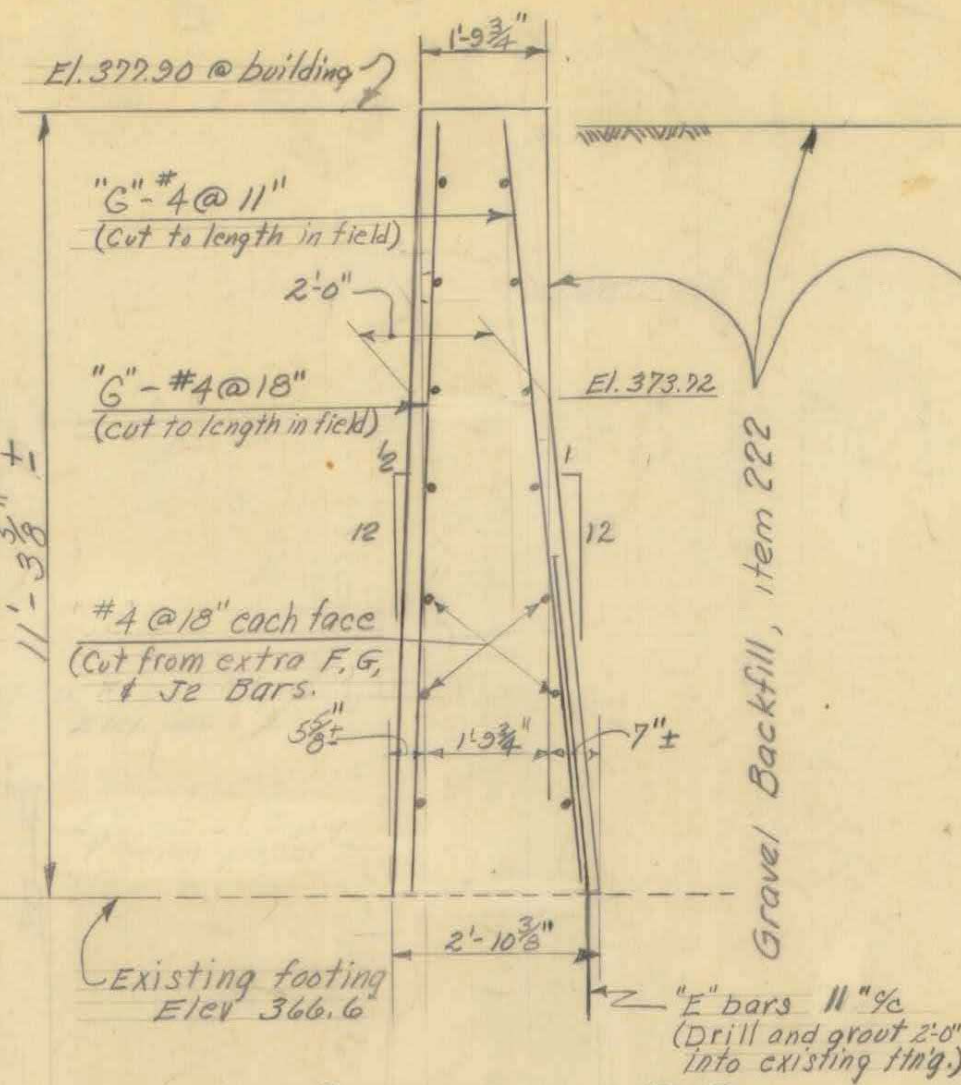 1'-9 3/4"
El. 377.90 @ building
"G"- #4 @ 11"
(Cut to length in field)
2'-0"
"G" - #4 @ 18"
(cut to length in field)
El. 373.72
1/2
12
1
12
11'-3 5/8" ±
#4 @ 18" each face
(Cut from extra F, G,
& J2 Bars.
5 5/8" ±
1'-9 3/4"
7" ±
Gravel Backfill, item 222
2'-10 3/8"
Existing footing
Elev 366.6
"E" bars 11" c/c
(Drill and grout 2'-0"
into existing ftn'g.)